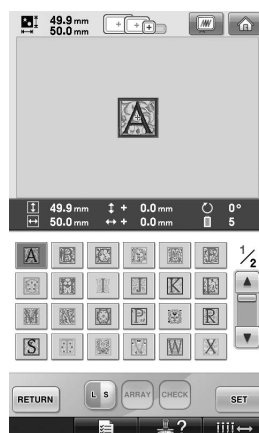 49.9 mm
50.0 mm
A
49.9 mm + 0.0 mm 0°
50.0 mm + 0.0 mm 5
1/2
A B
I I K
M P R
S W X
RETURN L S ARRAY CHECK SET
?